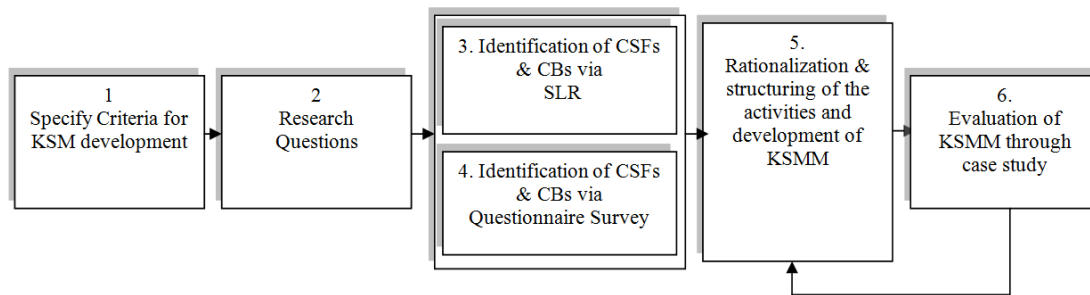 1
Specify Criteria for
KSM development
2
Research
Questions
3. Identification of CSFs
& CBs via
SLR
4. Identification of CSFs
& CBs via
Questionnaire Survey
5.
Rationalization &
structuring of the
activities and
development of
KSMM
6.
Evaluation of
KSMM through
case study